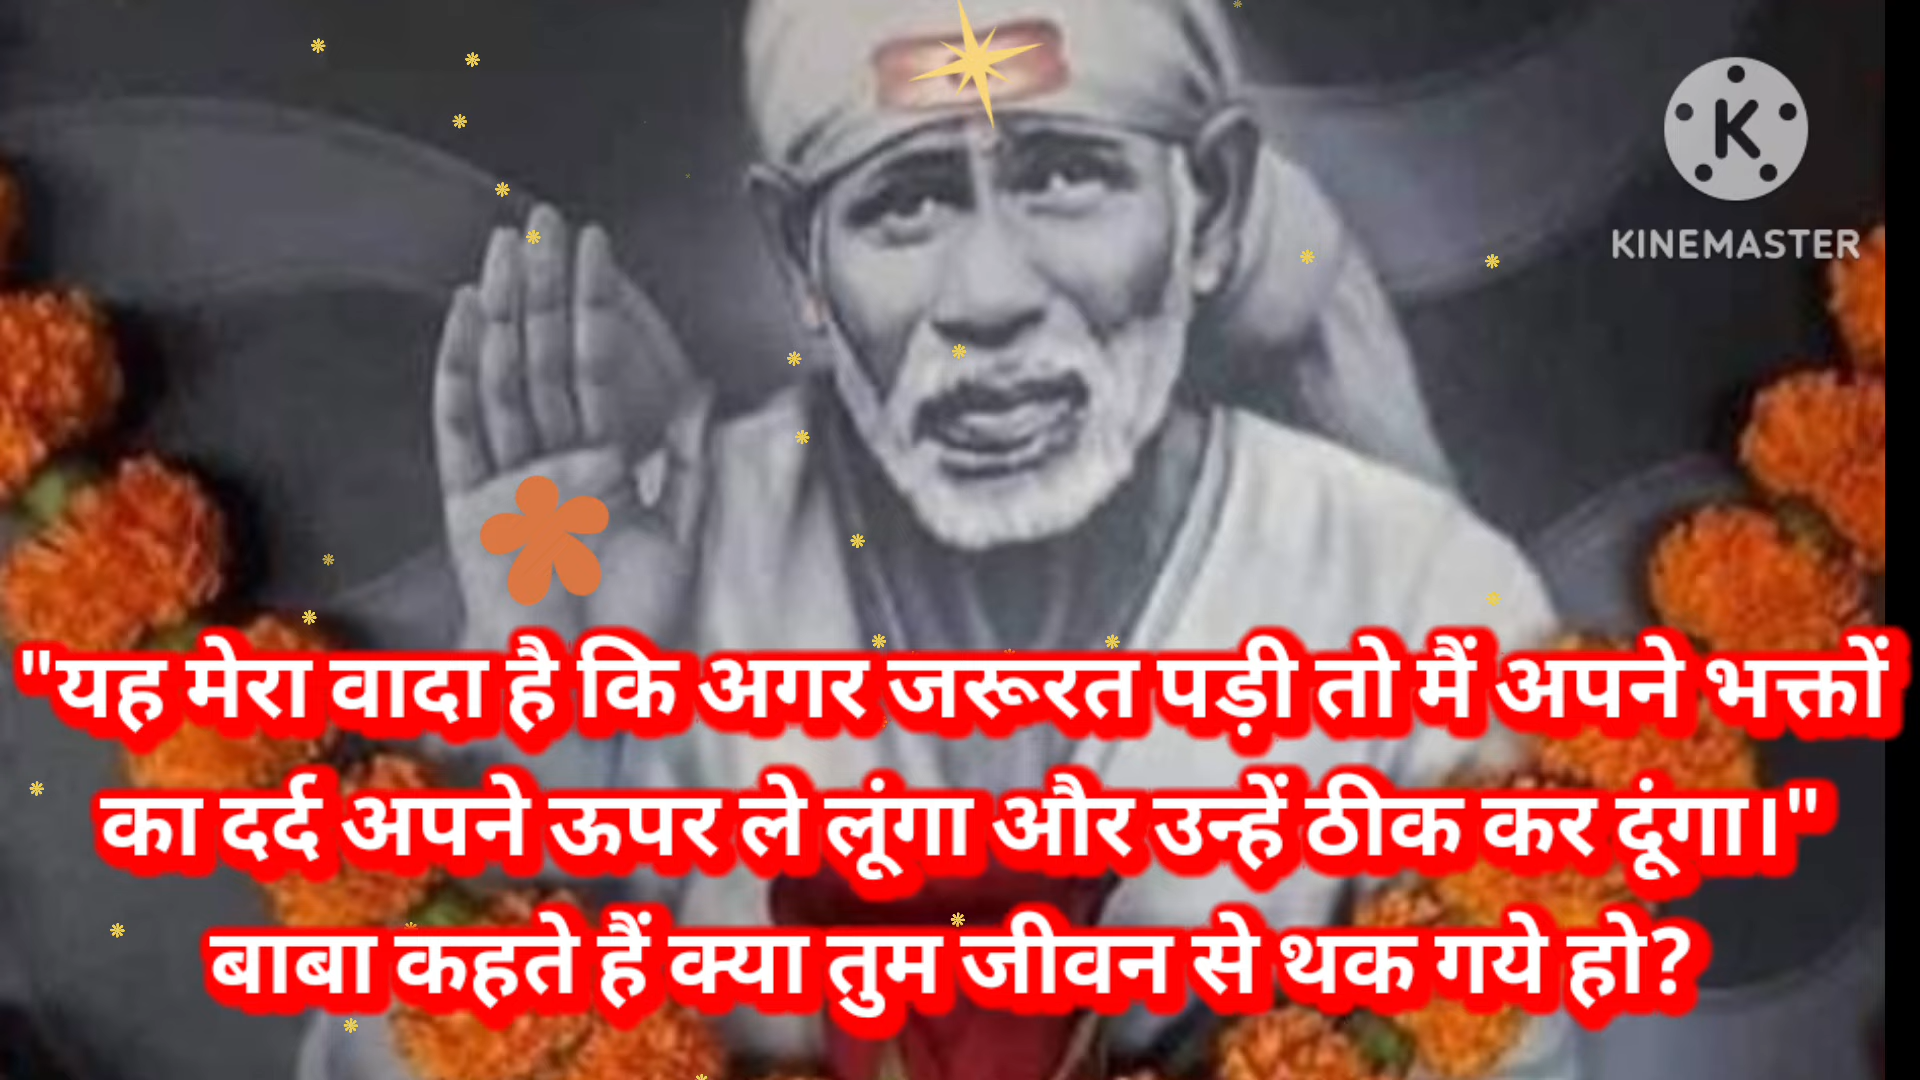 K
KINEMASTER
"यह मेरा वादा है कि अगर जरूरत पड़ी तो मैं अपने भक्तों
का दर्द अपने ऊपर ले लूंगा और उन्हें ठीक कर दूंगा।"
बाबा कहते हैं क्या तुम जीवन से थक गये हो?